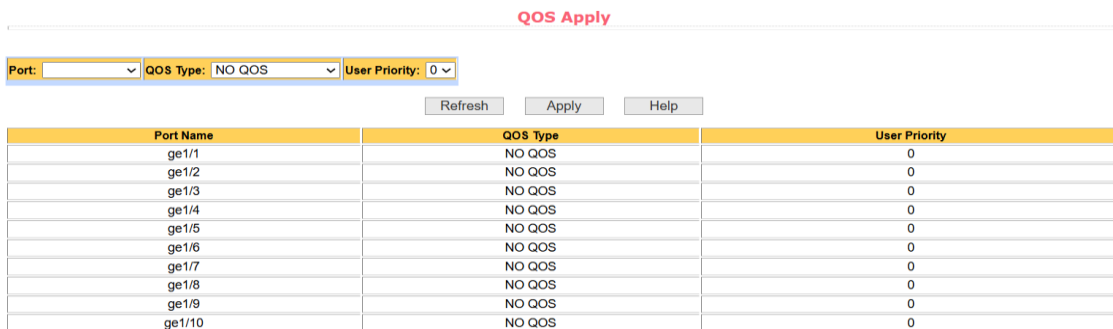 QOS Apply
Port: QOS Type: NO QOS User Priority: 0
Refresh Apply Help
Port Name QOS Type User Priority
ge1/1 NO QOS 0
ge1/2 NO QOS 0
ge1/3 NO QOS 0
ge1/4 NO QOS 0
ge1/5 NO QOS 0
ge1/6 NO QOS 0
ge1/7 NO QOS 0
ge1/8 NO QOS 0
ge1/9 NO QOS 0
ge1/10 NO QOS 0